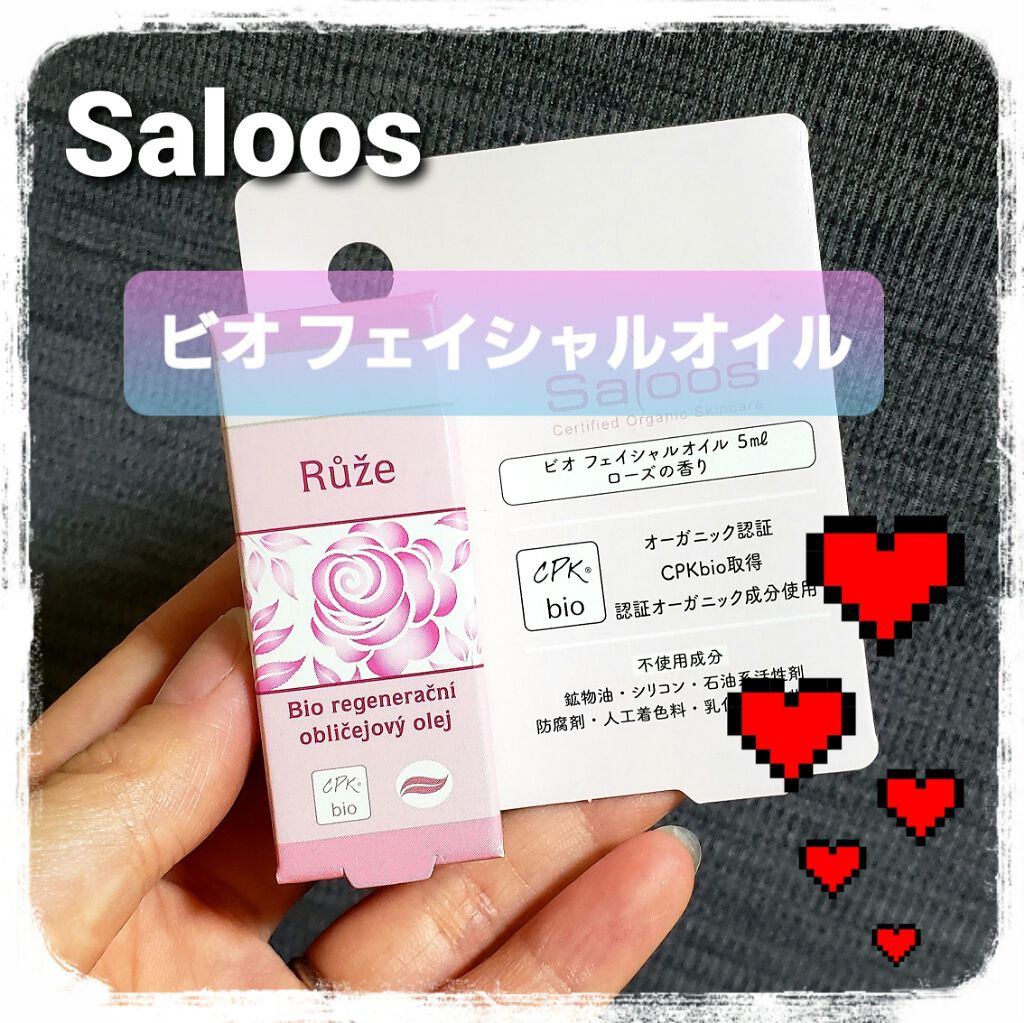 Saloos
ビオ フェイシャルオイル
Růže
Bio regenerační
obličejový olej
CPK®
bio
Saloos
Certified Organic Skincare
ビオ フェイシャルオイル 5㎖
ローズの香り
CPK®
bio
オーガニック認証
CPKbio取得
認証オーガニック成分使用
不使用成分
鉱物油・シリコン・石油系活性剤
防腐剤・人工着色料・乳化